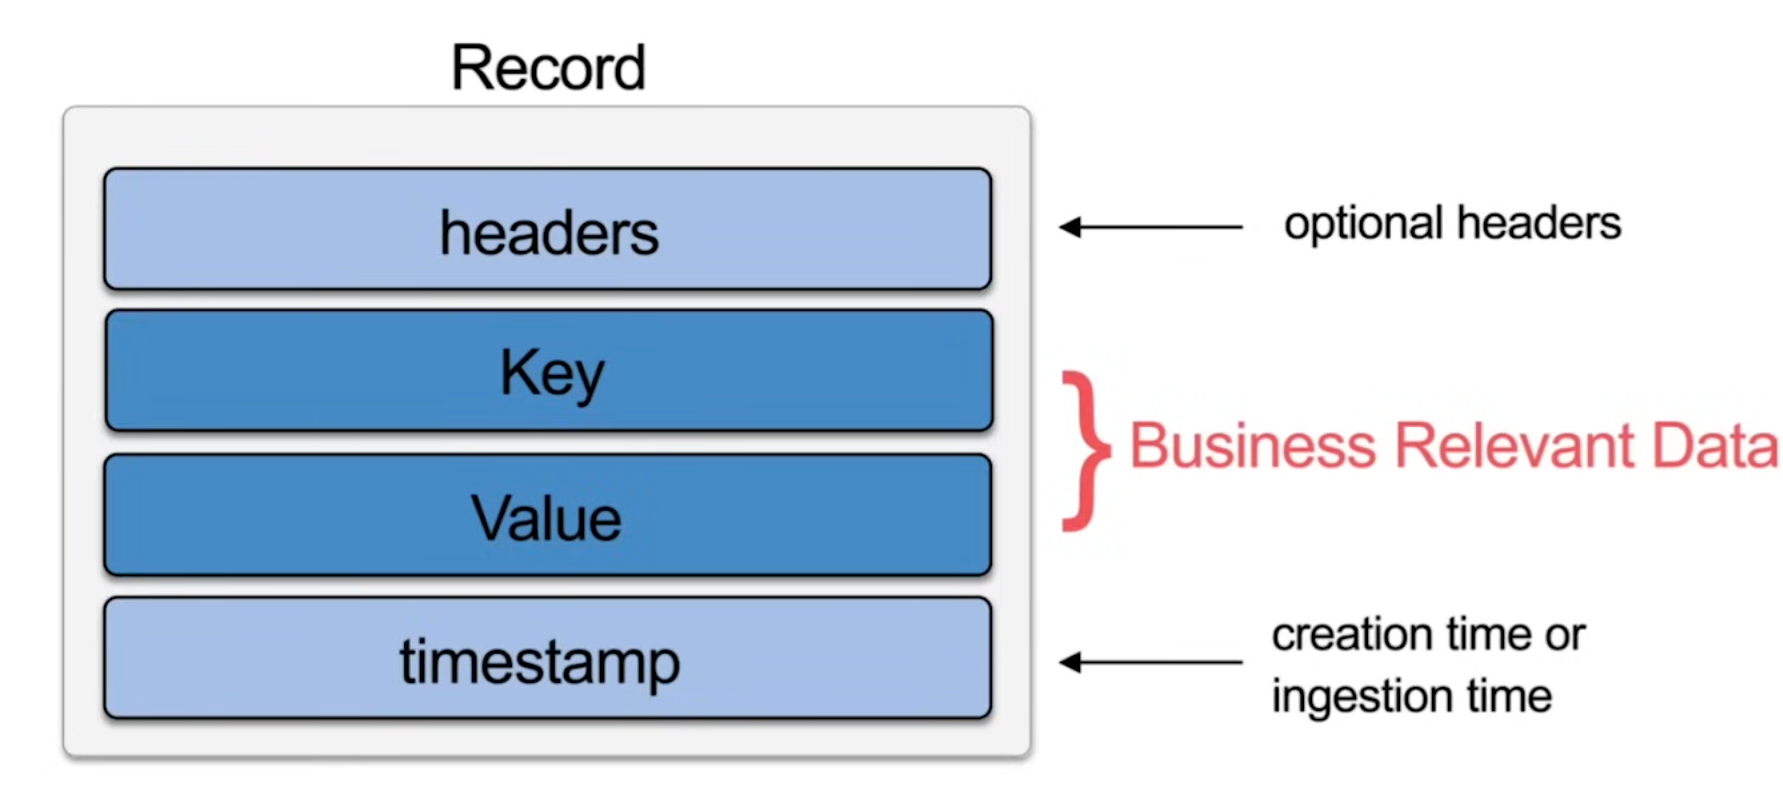 Record
headers
optional headers
Key
Business Relevant Data
Value
timestamp
creation time or
ingestion time